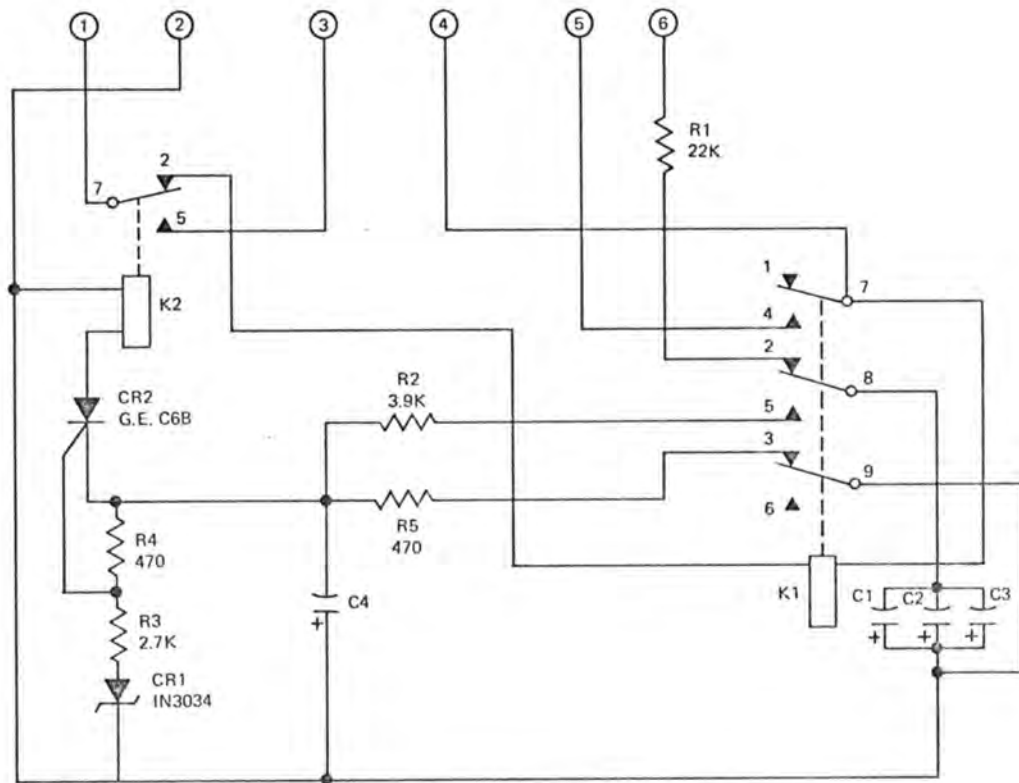 1 2 3 4 5 6
R1
22K
2
7
5
K2
1
7
4
2
8
5
3
9
6
R2
3.9K
CR2
G.E. C6B
R5
470
R4
470
C4
K1
C1 C2 C3
+ + + +
R3
2.7K
CR1
IN3034